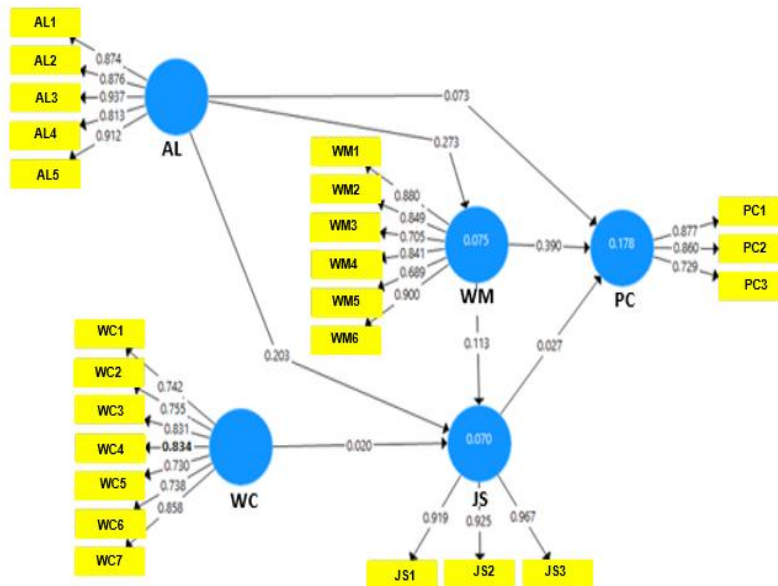 AL1
AL2
AL3
AL4
AL5
0.874
0.876
0.937
0.813
0.912
AL
0.073
0.273
0.203
WM1
WM2
WM3
WM4
WM5
WM6
0.880
0.849
0.705
0.841
0.689
0.900
0.075
WM
0.390
0.113
0.178
PC
0.877
0.860
0.729
PC1
PC2
PC3
0.027
WC1
WC2
WC3
WC4
WC5
WC6
WC7
0.742
0.755
0.831
0.834
0.730
0.738
0.858
WC
0.020
0.070
JS
0.919
0.925
0.967
JS1
JS2
JS3